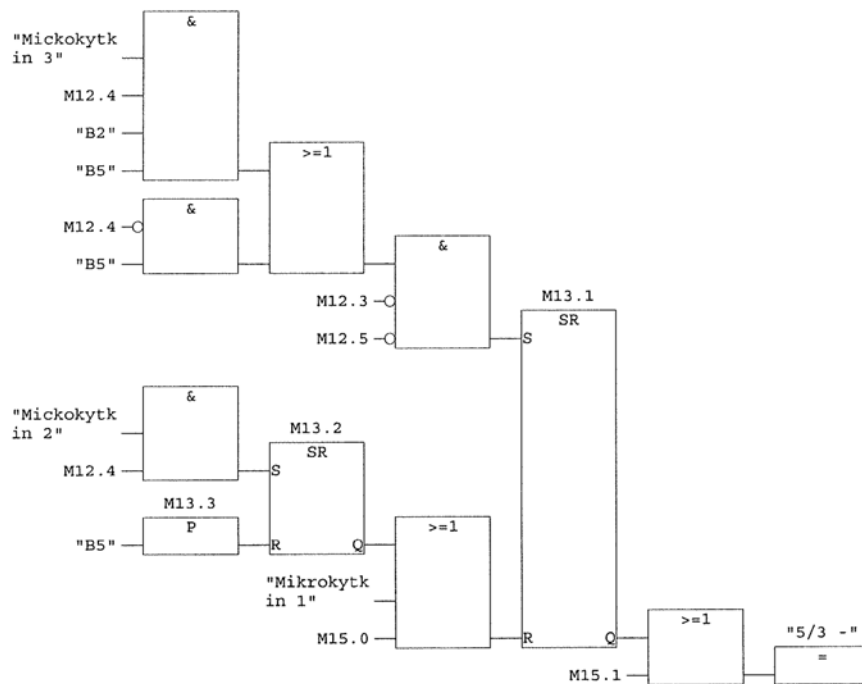 &
"Mickokytk
in 3"
M12.4
"B2"
"B5"
>=1
&
M12.4
"B5"
&
M12.3
M12.5
M13.1
SR
S
&
"Mickokytk
in 2"
M12.4
M13.2
SR
S
M13.3
P
"B5"
R
Q
>=1
"Mikrokytk
in 1"
M15.0
R
Q
>=1
M15.1
"5/3 -"
=